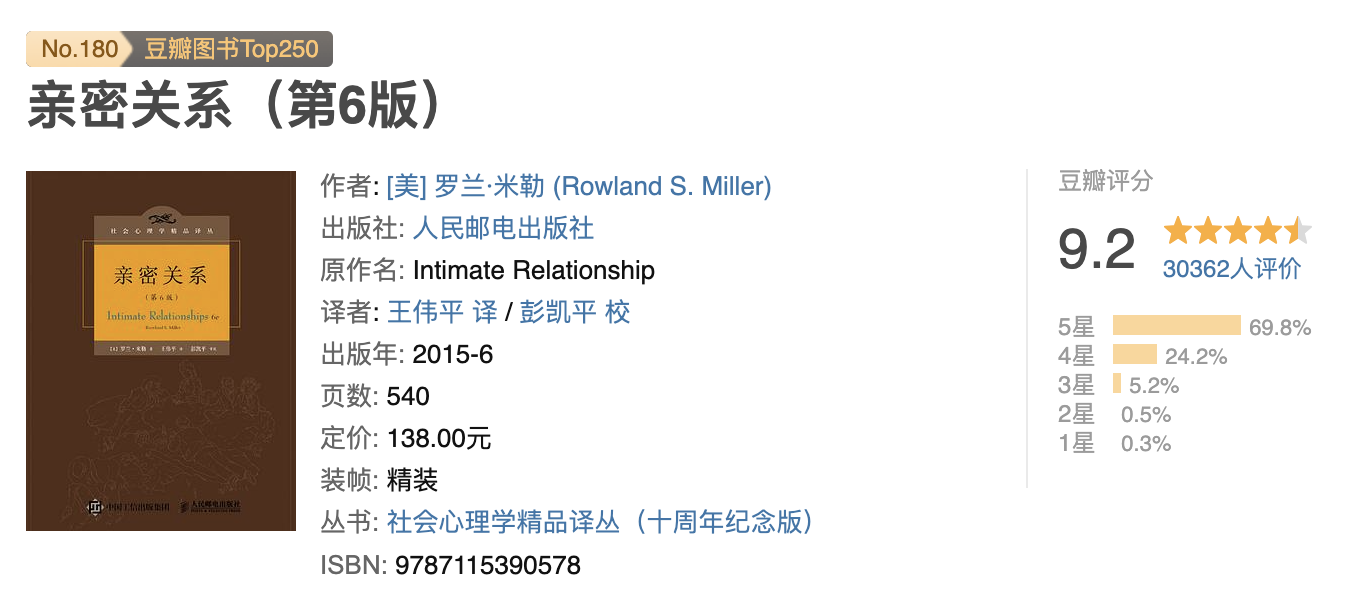 No.180 豆瓣图书Top250
亲密关系（第6版）
社会心理学精品译丛
亲密关系
（第6版）
Intimate Relationships 6e
Rowland S. Miller
[美] 罗兰·米勒 著 王伟平 译 彭凯平 审校
中国工信出版集团 人民邮电出版社
作者: [美] 罗兰·米勒 (Rowland S. Miller)
出版社: 人民邮电出版社
原作名: Intimate Relationship
译者: 王伟平 译 / 彭凯平 校
出版年: 2015-6
页数: 540
定价: 138.00元
装帧: 精装
丛书: 社会心理学精品译丛（十周年纪念版）
ISBN: 9787115390578
豆瓣评分
9.2
30362人评价
5星 69.8%
4星 24.2%
3星 5.2%
2星 0.5%
1星 0.3%